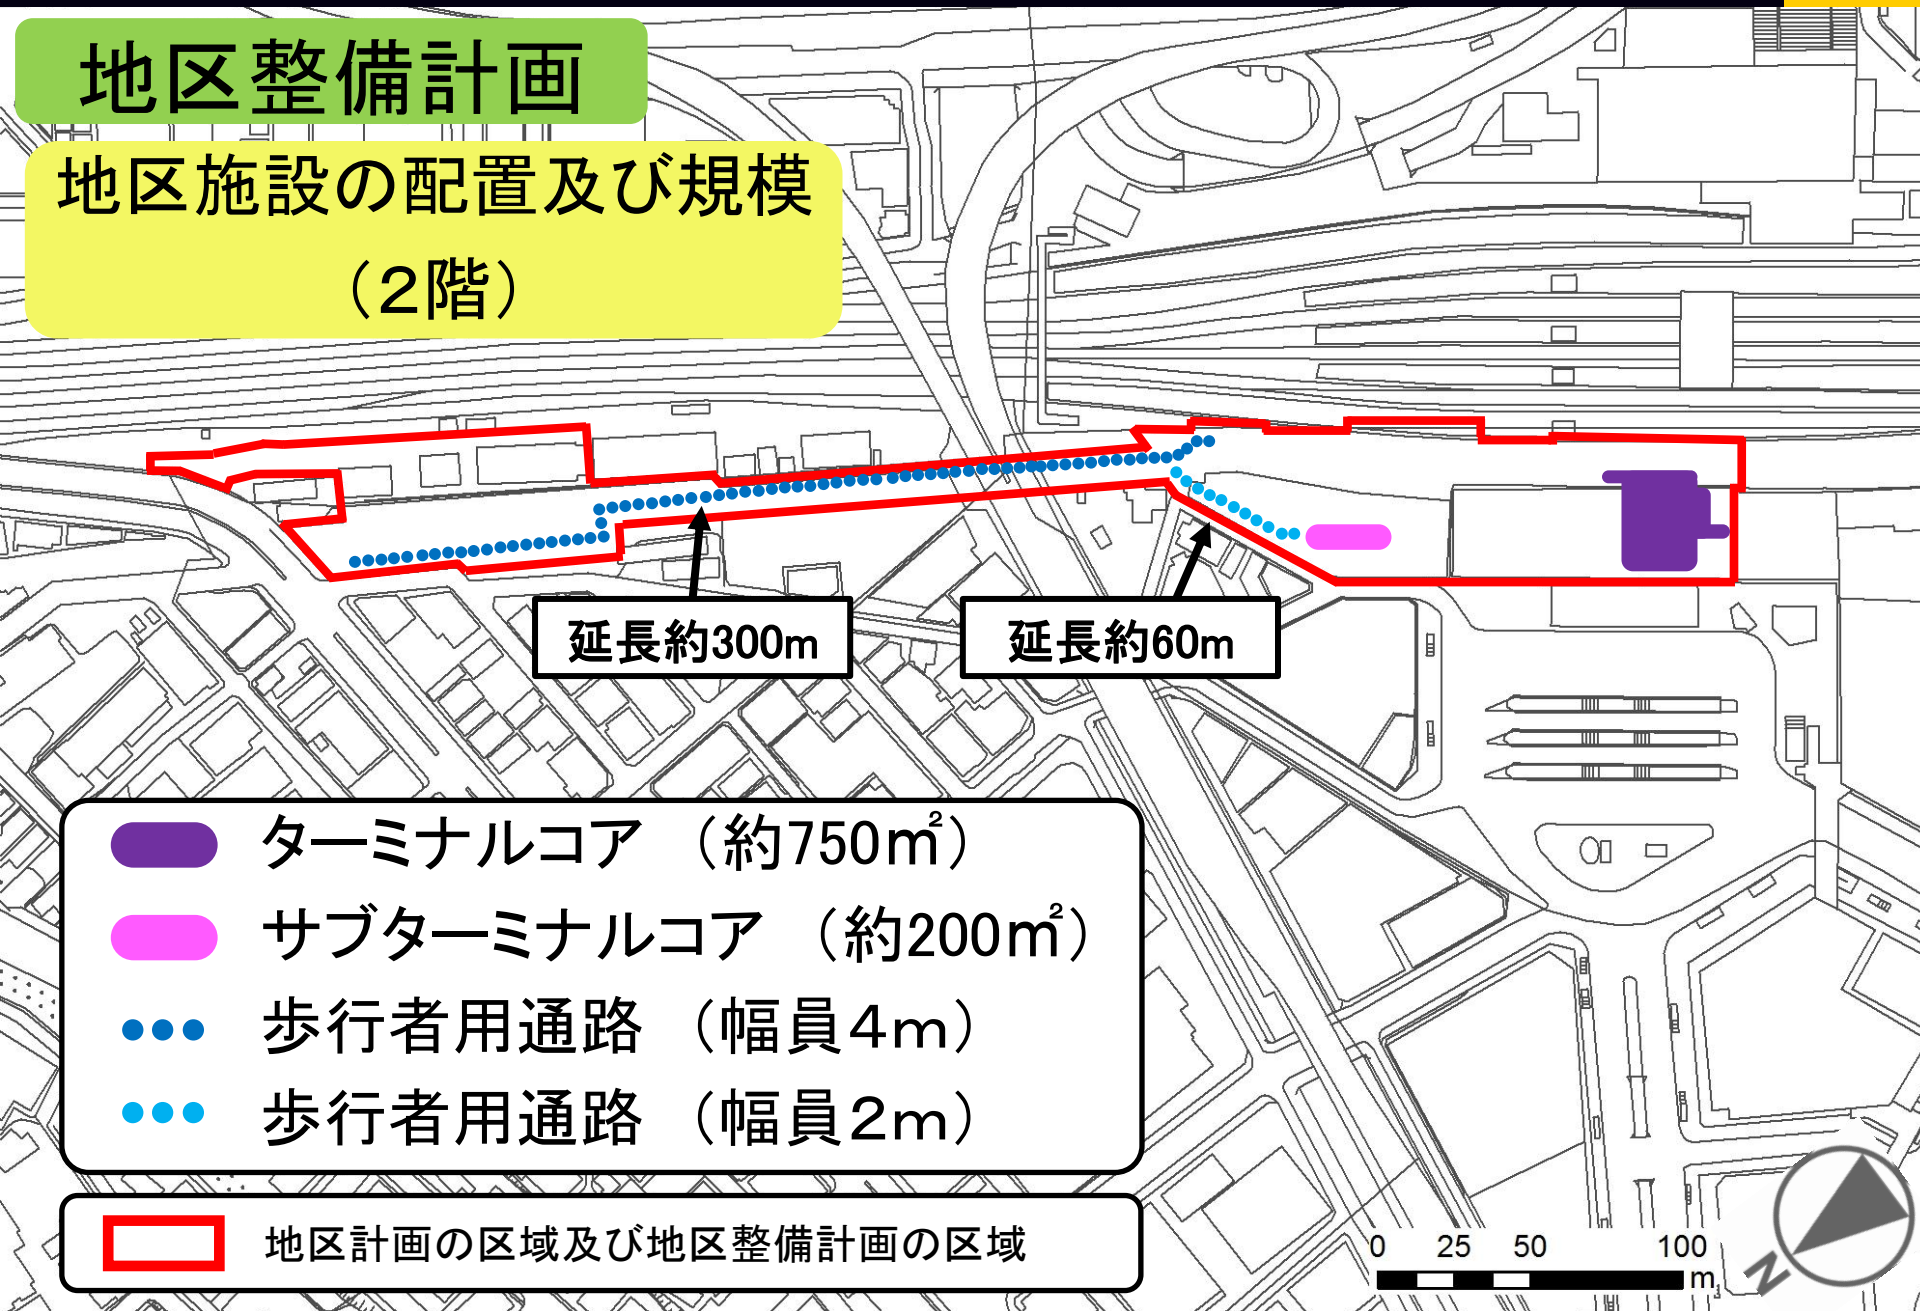 地区整備計画
地区施設の配置及び規模
（2階）
延長約300m
延長約60m
ターミナルコア （約750㎡）
サブターミナルコア （約200㎡）
歩行者用通路 （幅員4m）
歩行者用通路 （幅員2m）
地区計画の区域及び地区整備計画の区域
0 25 50 100
m
N